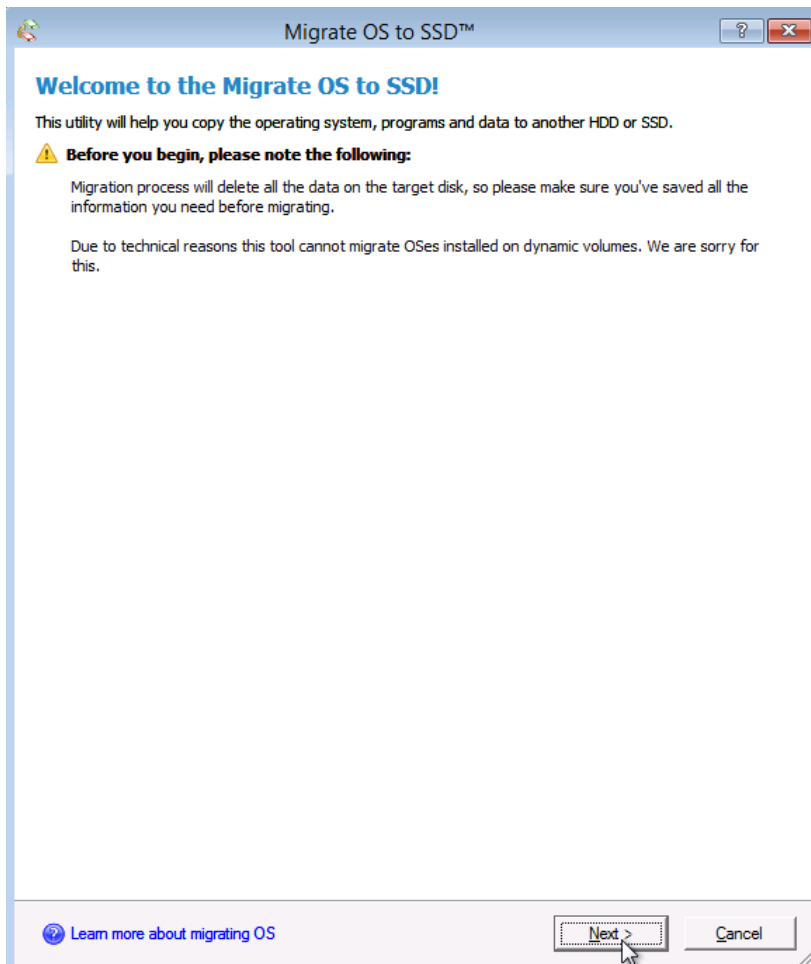 Migrate OS to SSD™
Welcome to the Migrate OS to SSD!
This utility will help you copy the operating system, programs and data to another HDD or SSD.
Before you begin, please note the following:
Migration process will delete all the data on the target disk, so please make sure you've saved all the
information you need before migrating.
Due to technical reasons this tool cannot migrate OSes installed on dynamic volumes. We are sorry for
this.
Learn more about migrating OS
Next >
Cancel